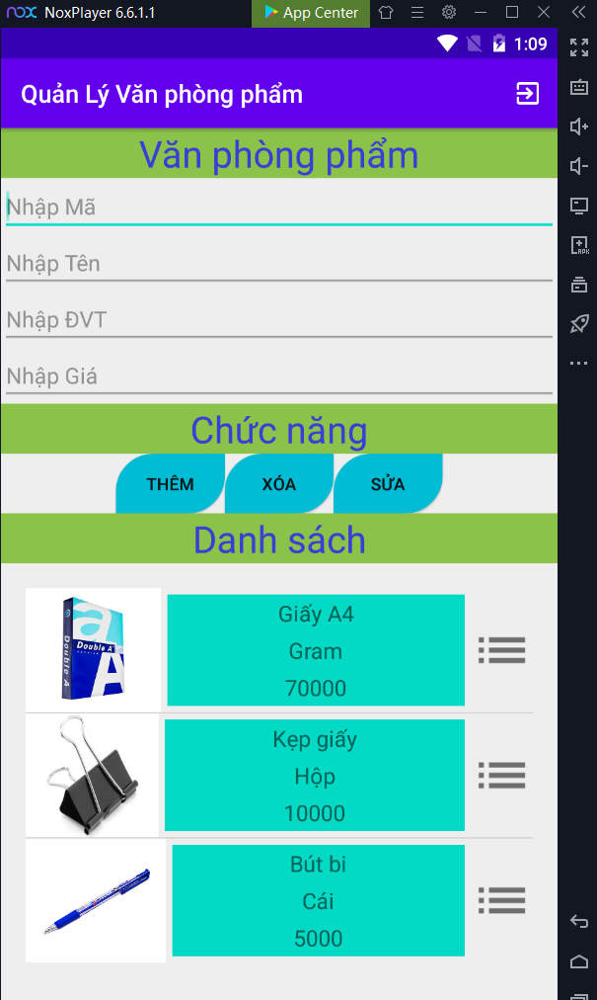 nox NoxPlayer 6.6.1.1 App Center
1:09
Quản Lý Văn phòng phẩm
Văn phòng phẩm
Nhập Mã
Nhập Tên
Nhập ĐVT
Nhập Giá
Chức năng
THÊM XÓA SỬA
Danh sách
Giấy A4
Gram
70000
Kẹp giấy
Hộp
10000
Bút bi
Cái
5000
a
Double A
A
Double A
APK